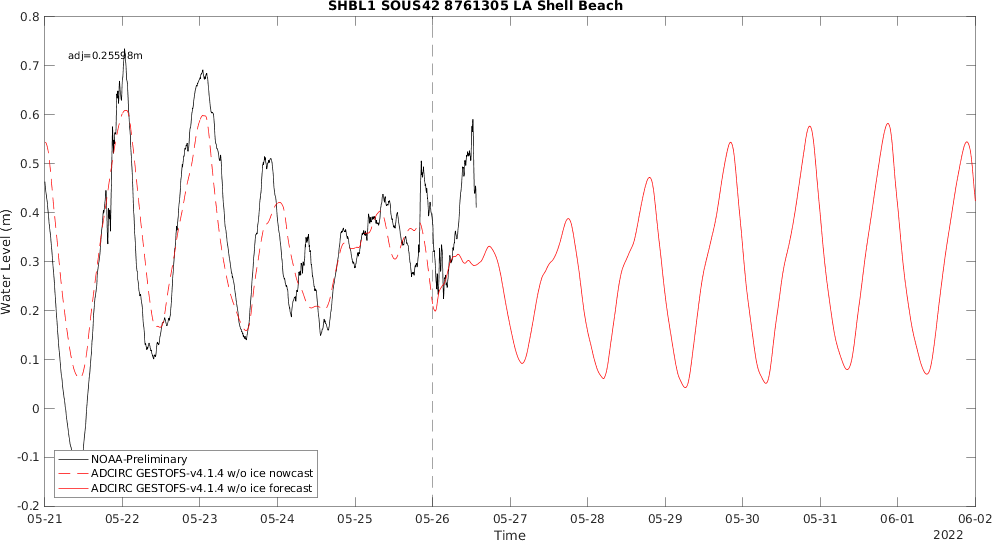 SHBL1 SOUS42 8761305 LA Shell Beach
adj=0.25598m
Water Level (m)
0.8
0.7
0.6
0.5
0.4
0.3
0.2
0.1
0
-0.1
-0.2
NOAA-Preliminary
ADCIRC GESTOFS-v4.1.4 w/o ice nowcast
ADCIRC GESTOFS-v4.1.4 w/o ice forecast
05-21 05-22 05-23 05-24 05-25 05-26 05-27 05-28 05-29 05-30 05-31 06-01 06-02
Time
2022